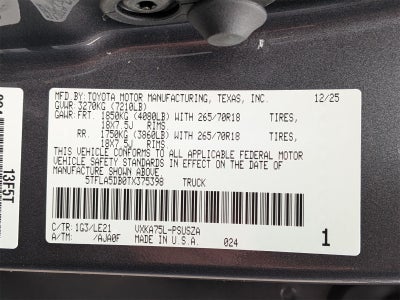 MFD.BY:TOYOTA MOTOR MANUFACTURING, TEXAS, INC. 12/25
GVWR:3270KG (7210LB)
GAWR:FRT. 1850KG (4080LB) WITH 265/70R18 TIRES,
18X7.5J RIMS
RR. 1750KG (3860LB) WITH 265/70R18 TIRES,
18X7.5J RIMS
THIS VEHICLE CONFORMS TO ALL APPLICABLE FEDERAL MOTOR
VEHICLE SAFETY STANDARDS IN EFFECT ON THE DATE OF
MANUFACTURE SHOWN ABOVE.
5TFLA5DB0TX375398 TRUCK
C/TR:1G3/LE21 VXKA75L-PSUSZA
A/TM: /AJA0F MADE IN U.S.A. 024 1
13F5T